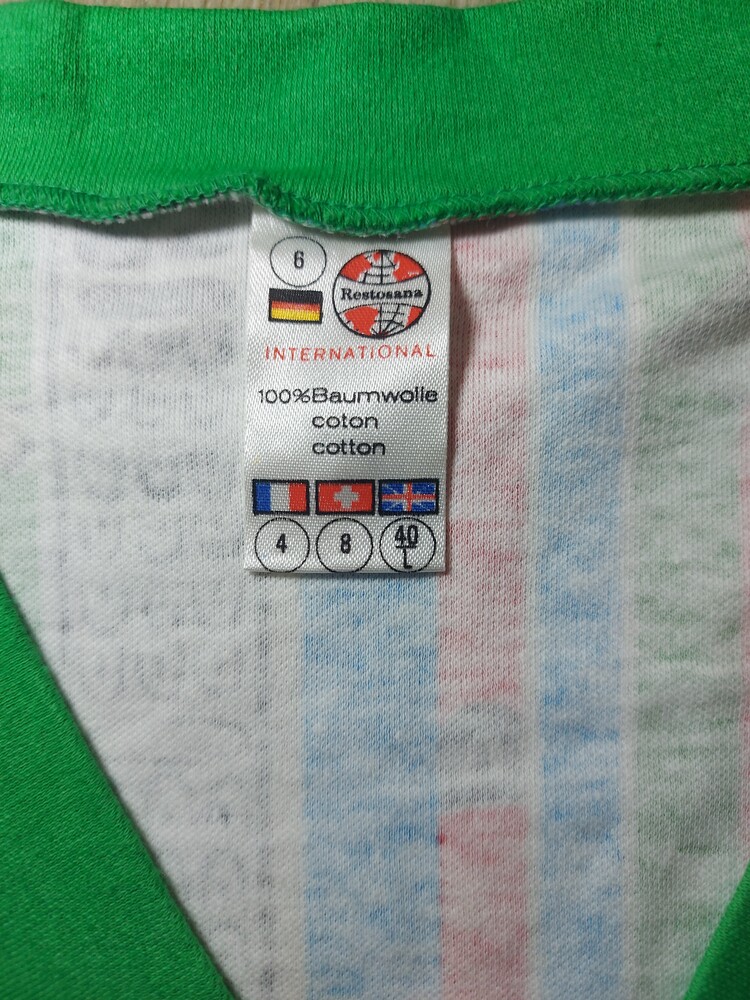 6
Restosana
INTERNATIONAL
100%Baumwolle
coton
cotton
4 8 40
L